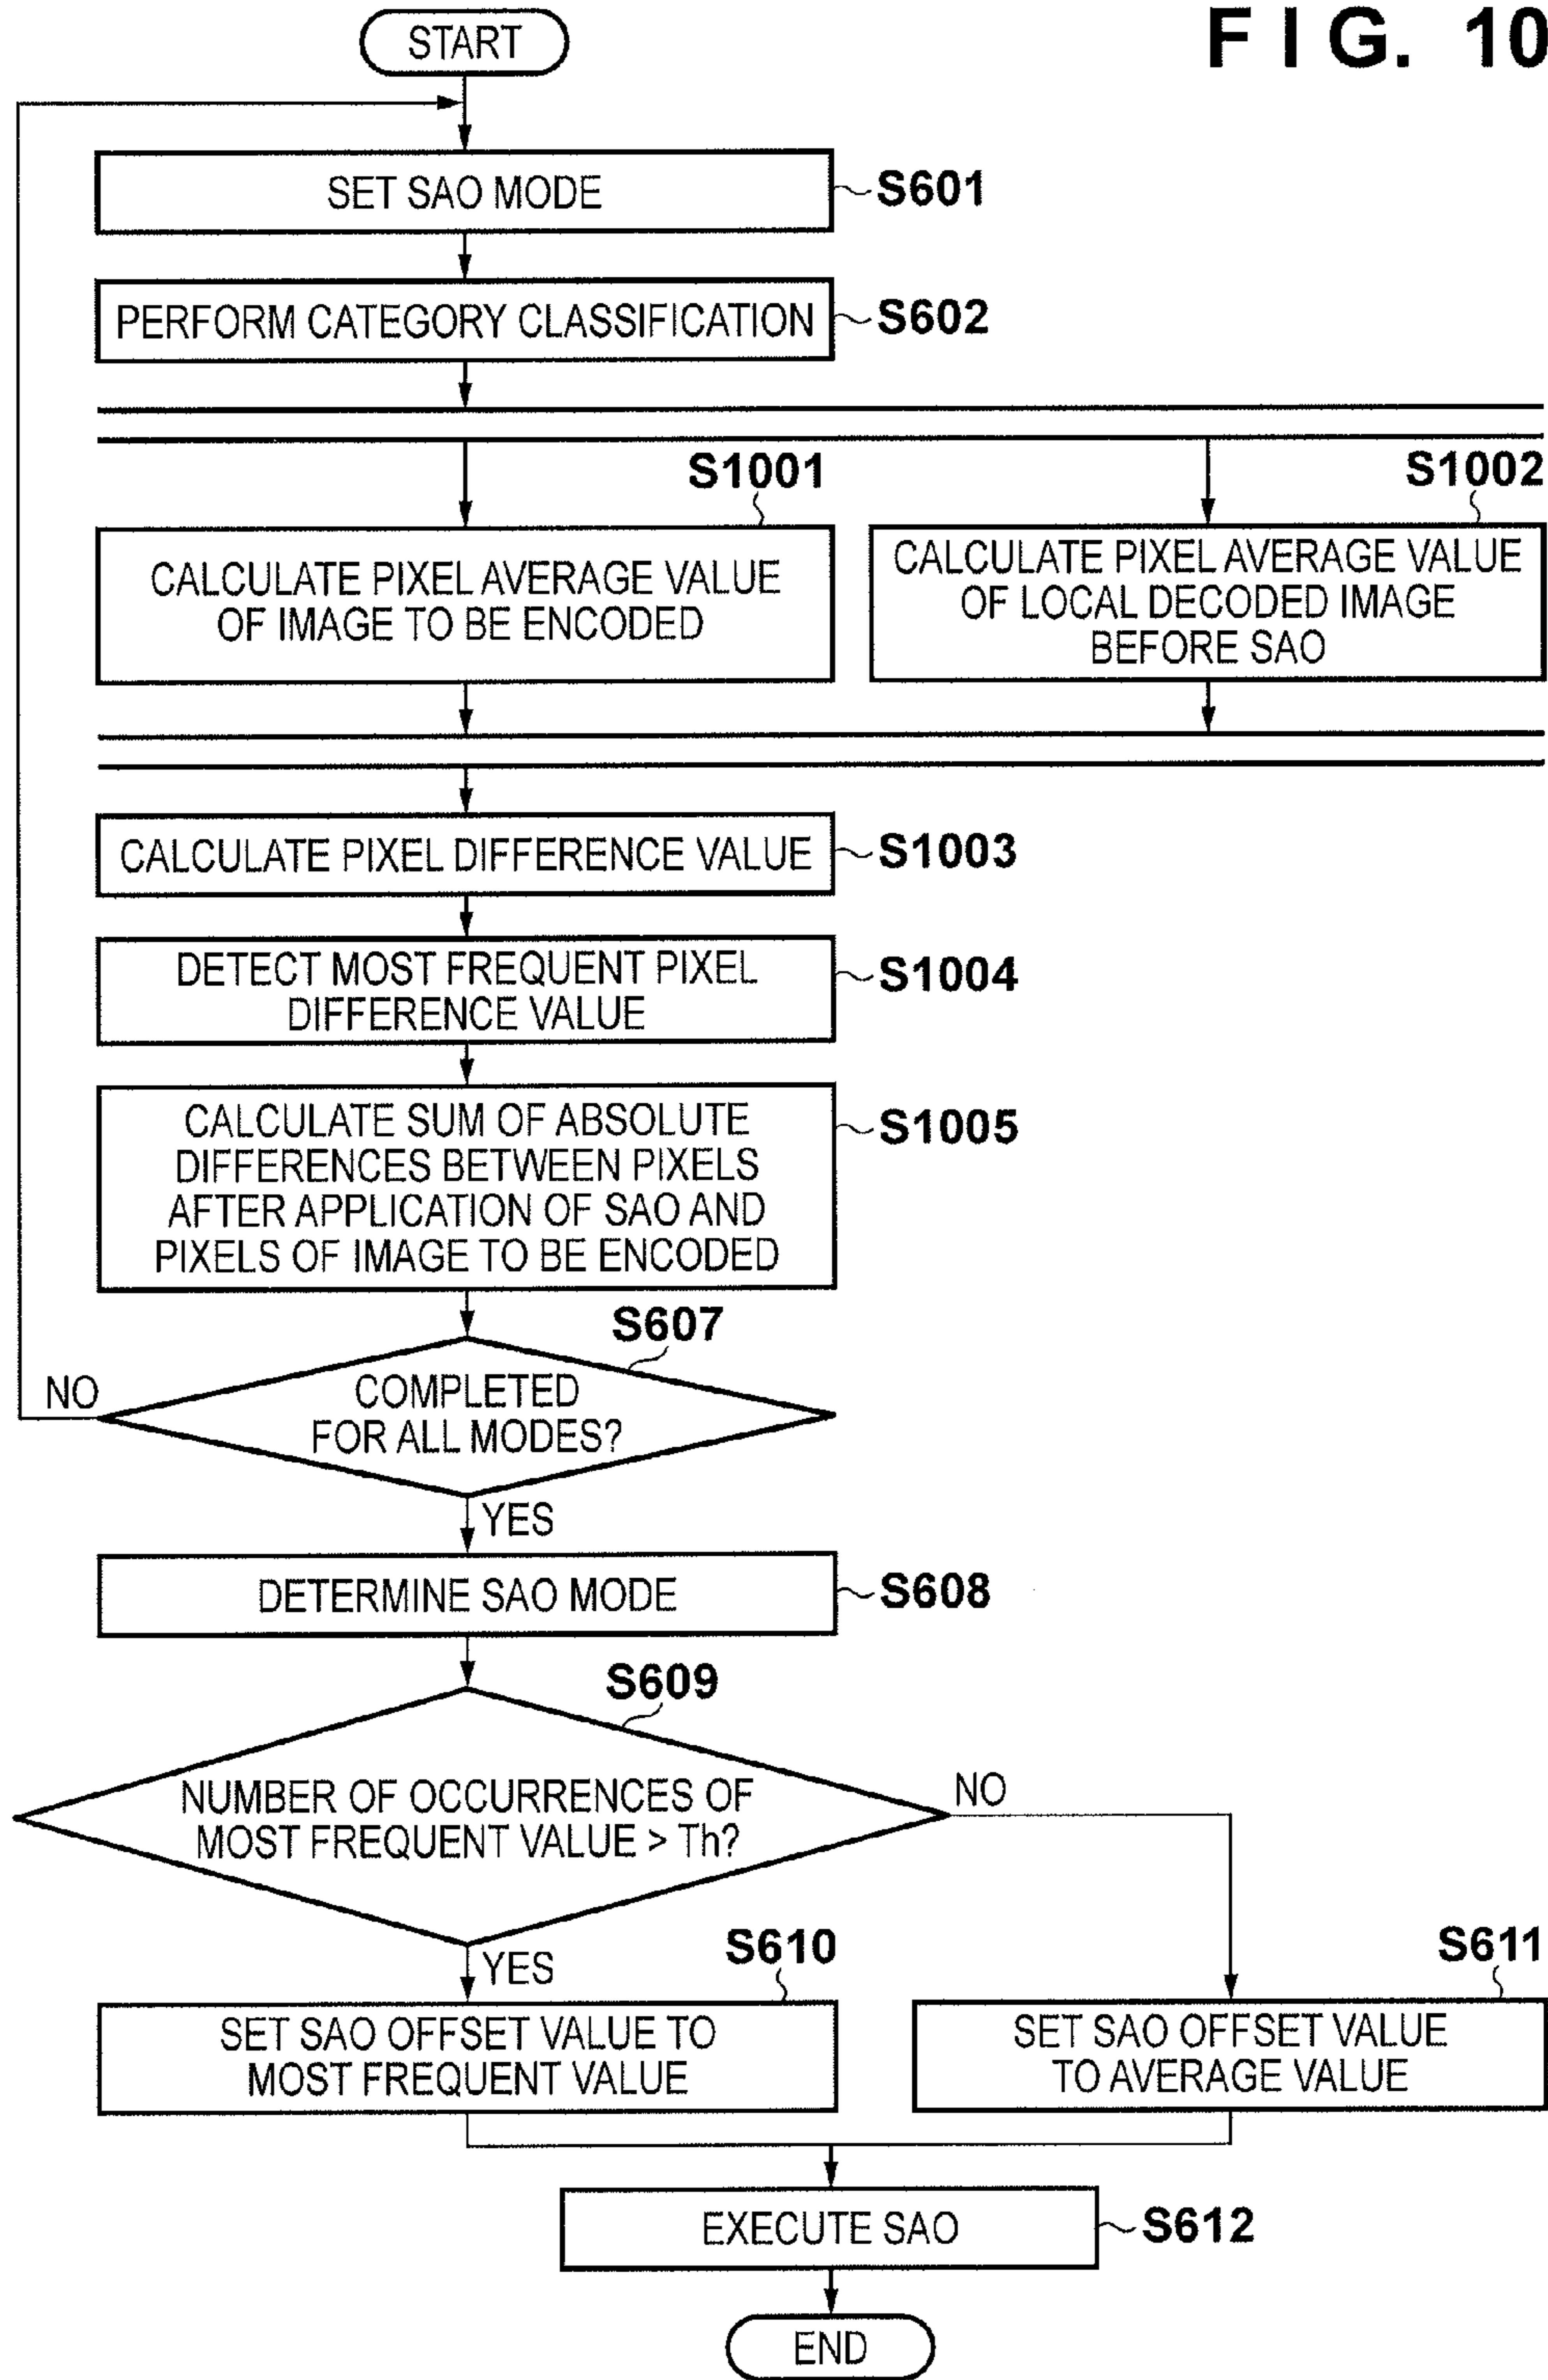 FIG. 10
START
SET SAO MODE
S601
PERFORM CATEGORY CLASSIFICATION
S602
S1001
CALCULATE PIXEL AVERAGE VALUE
OF IMAGE TO BE ENCODED
S1002
CALCULATE PIXEL AVERAGE VALUE
OF LOCAL DECODED IMAGE
BEFORE SAO
CALCULATE PIXEL DIFFERENCE VALUE
S1003
DETECT MOST FREQUENT PIXEL
DIFFERENCE VALUE
S1004
CALCULATE SUM OF ABSOLUTE
DIFFERENCES BETWEEN PIXELS
AFTER APPLICATION OF SAO AND
PIXELS OF IMAGE TO BE ENCODED
S1005
S607
COMPLETED
FOR ALL MODES?
NO
YES
DETERMINE SAO MODE
S608
S609
NUMBER OF OCCURRENCES OF
MOST FREQUENT VALUE > Th?
NO
YES
S610
SET SAO OFFSET VALUE TO
MOST FREQUENT VALUE
S611
SET SAO OFFSET VALUE
TO AVERAGE VALUE
EXECUTE SAO
S612
END